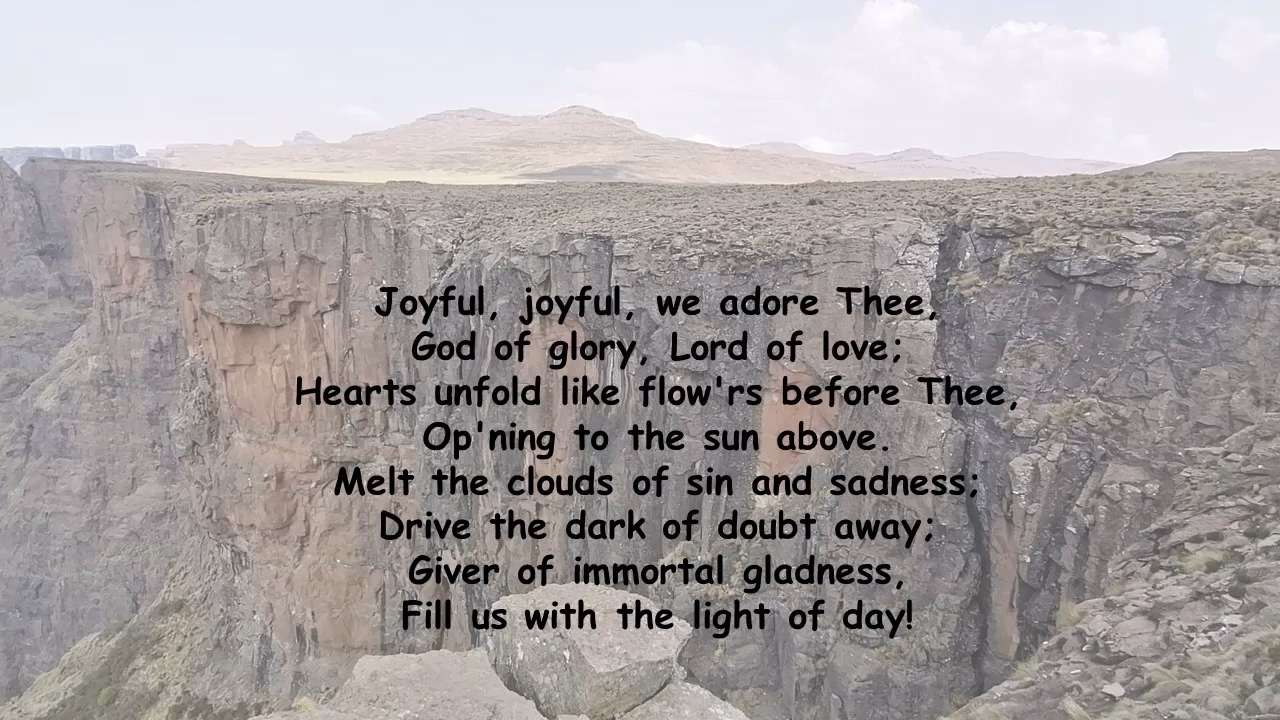 Joyful, joyful, we adore Thee,
God of glory, Lord of love;
Hearts unfold like flow'rs before Thee,
Op'ning to the sun above.
Melt the clouds of sin and sadness;
Drive the dark of doubt away;
Giver of immortal gladness,
Fill us with the light of day!